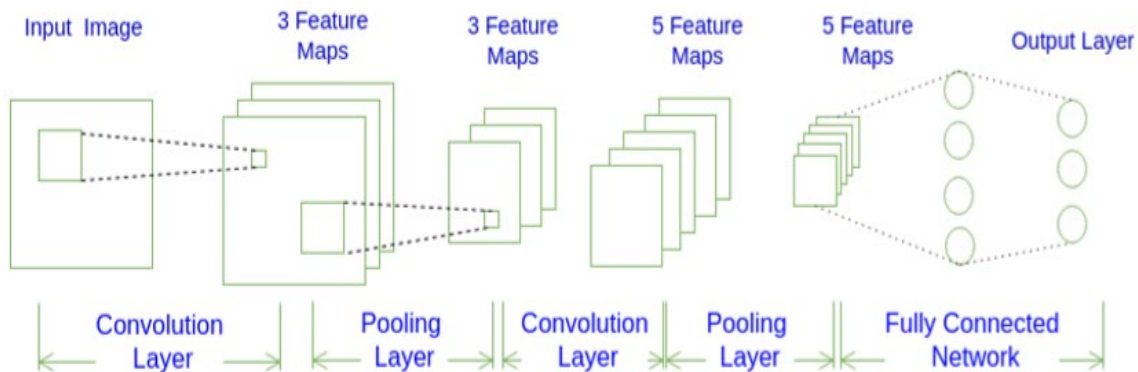 Input Image
3 Feature
Maps
3 Feature
Maps
5 Feature
Maps
5 Feature
Maps
Output Layer
Convolution
Layer
Pooling
Layer
Convolution
Layer
Pooling
Layer
Fully Connected
Network